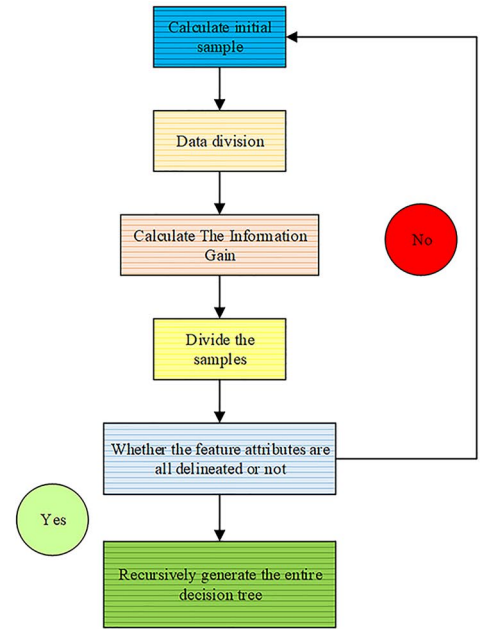 Calculate initial
sample
Data division
Calculate The Information
Gain
No
Divide the
samples
Whether the feature attributes are
all delineated or not
Yes
Recursively generate the entire
decision tree